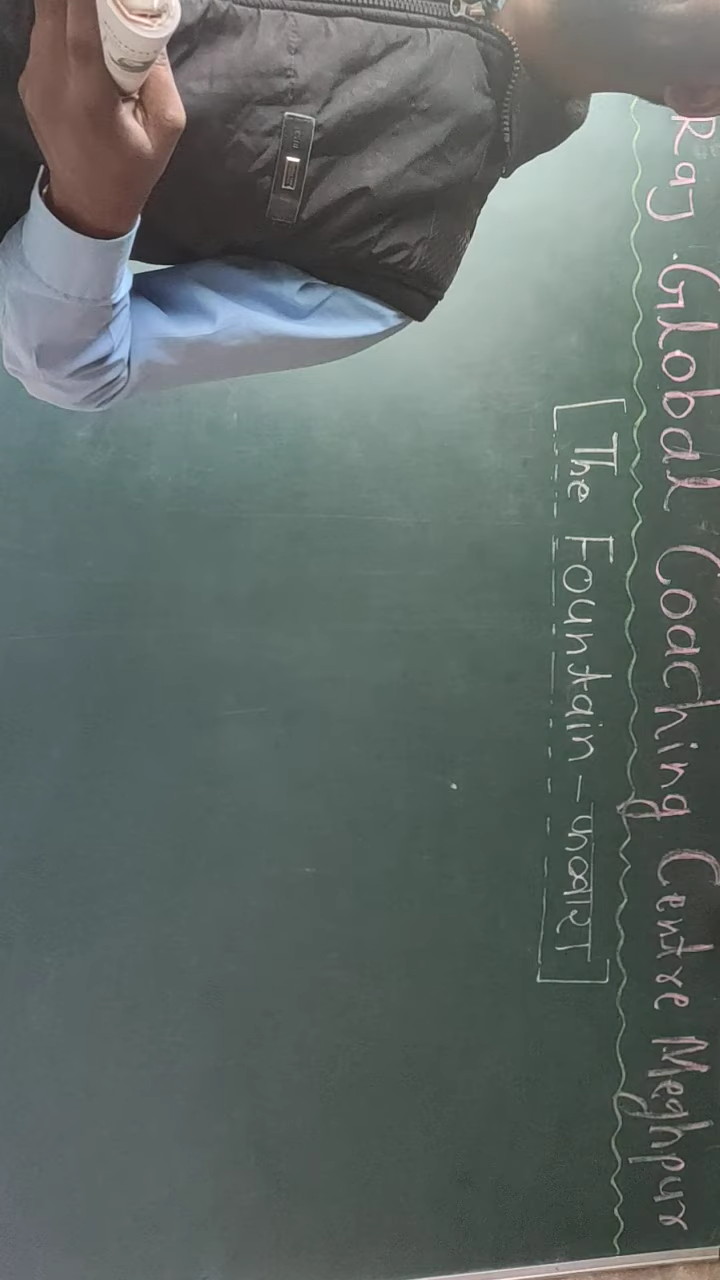 Raj Global Coaching Centre Meghpur
[The Fountain - फव्वारा]